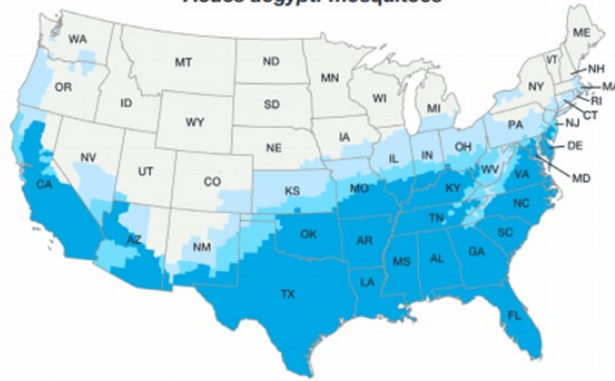 Aedes aegypti mosquitoes
WA
MT
ND
MN
ME
VT
NH
MA
OR
ID
SD
WI
MI
NY
RI
CT
WY
IA
PA
NJ
NE
NV
UT
CO
IL
IN
OH
DE
WV
VA
MD
CA
KS
MO
KY
NC
TN
AZ
NM
OK
AR
SC
MS
AL
GA
TX
LA
FL